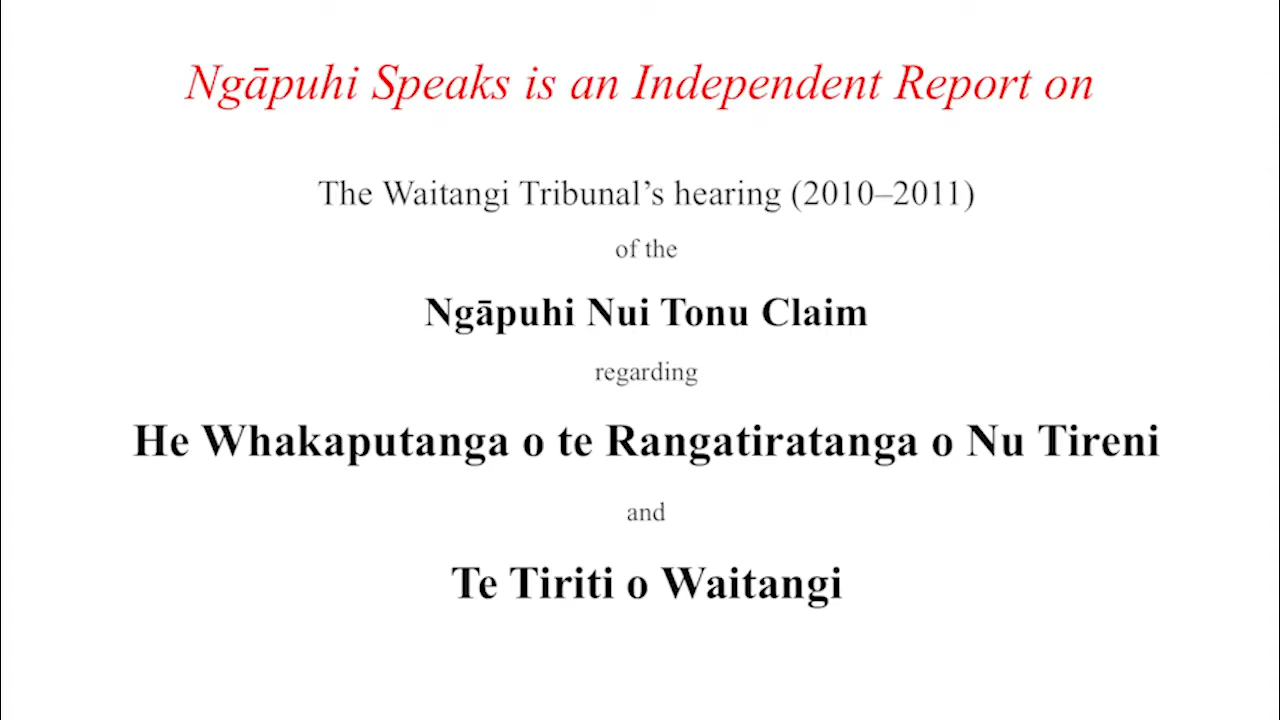 Ngāpuhi Speaks is an Independent Report on
The Waitangi Tribunal’s hearing (2010–2011)
of the
Ngāpuhi Nui Tonu Claim
regarding
He Whakaputanga o te Rangatiratanga o Nu Tireni
and
Te Tiriti o Waitangi